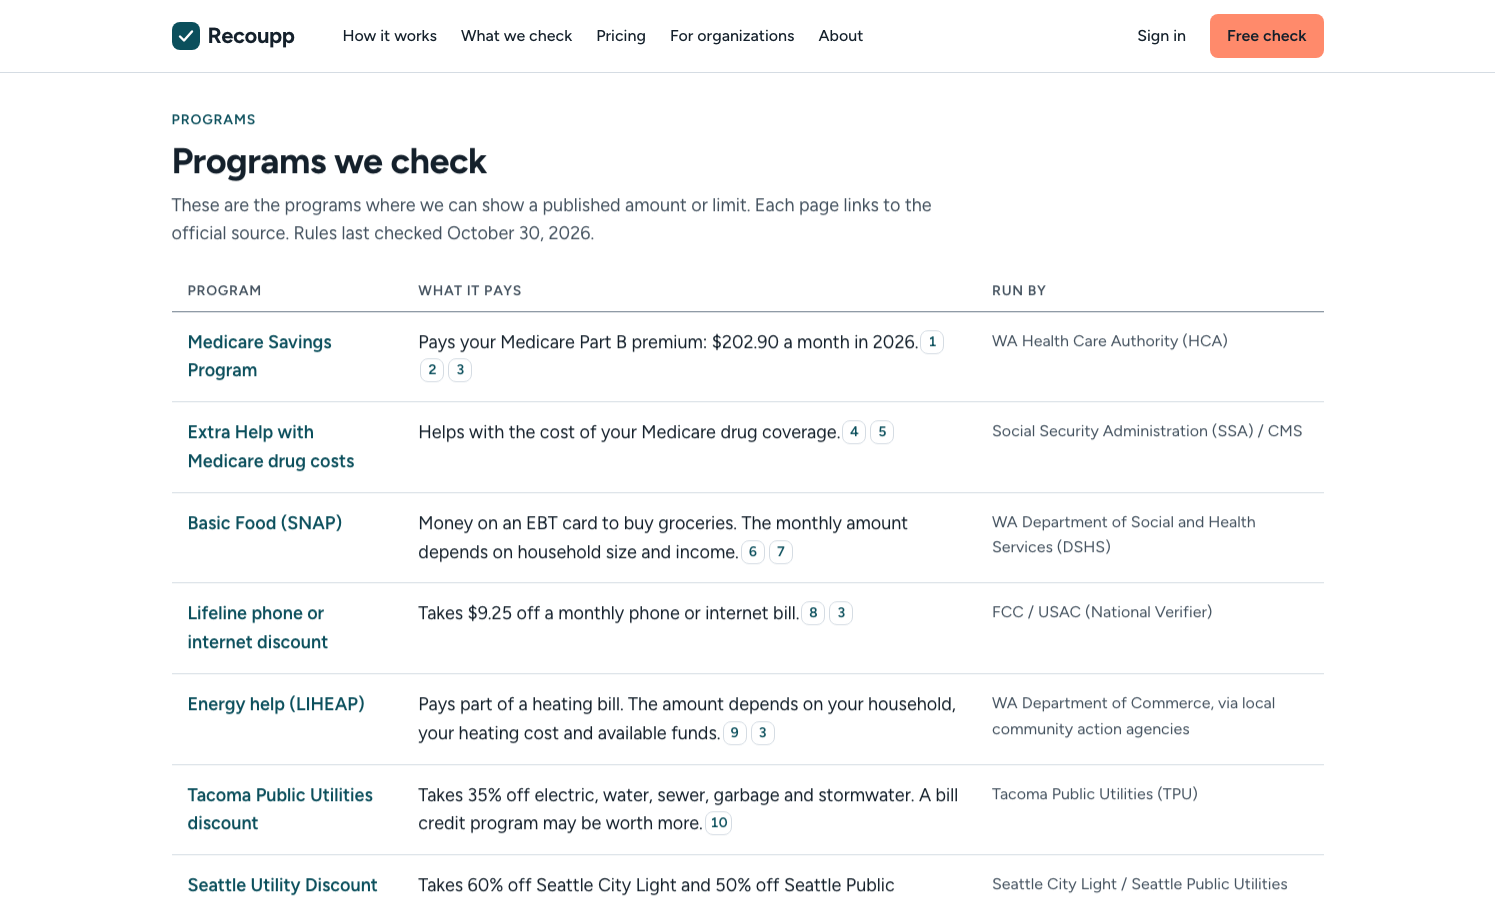 Recoupp
How it works
What we check
Pricing
For organizations
About
Sign in
Free check
PROGRAMS
Programs we check
These are the programs where we can show a published amount or limit. Each page links to the
official source. Rules last checked October 30, 2026.
PROGRAM
WHAT IT PAYS
RUN BY
Medicare Savings
Program
Pays your Medicare Part B premium: $202.90 a month in 2026. 1
2 3
WA Health Care Authority (HCA)
Extra Help with
Medicare drug costs
Helps with the cost of your Medicare drug coverage. 4 5
Social Security Administration (SSA) / CMS
Basic Food (SNAP)
Money on an EBT card to buy groceries. The monthly amount
depends on household size and income. 6 7
WA Department of Social and Health
Services (DSHS)
Lifeline phone or
internet discount
Takes $9.25 off a monthly phone or internet bill. 8 3
FCC / USAC (National Verifier)
Energy help (LIHEAP)
Pays part of a heating bill. The amount depends on your household,
your heating cost and available funds. 9 3
WA Department of Commerce, via local
community action agencies
Tacoma Public Utilities
discount
Takes 35% off electric, water, sewer, garbage and stormwater. A bill
credit program may be worth more. 10
Tacoma Public Utilities (TPU)
Seattle Utility Discount
Takes 60% off Seattle City Light and 50% off Seattle Public
Seattle City Light / Seattle Public Utilities